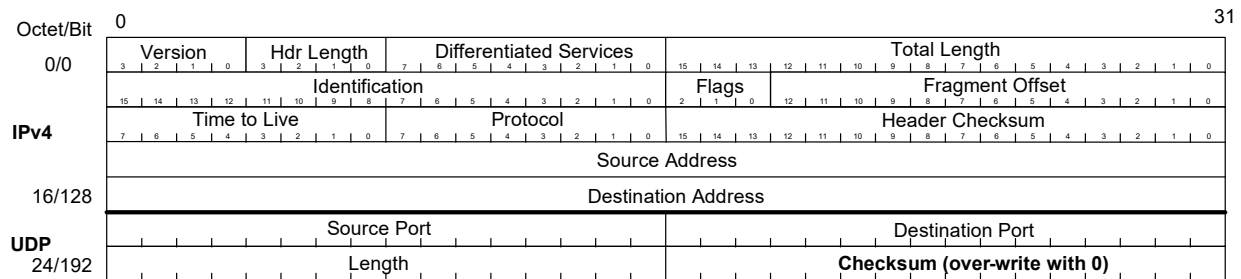 Octet/Bit 0 31
Version Hdr Length Differentiated Services Total Length
0/0 3 2 1 0 3 2 1 0 7 6 5 4 3 2 1 0 15 14 13 12 11 10 9 8 7 6 5 4 3 2 1 0
Identification Flags Fragment Offset
15 14 13 12 11 10 9 8 7 6 5 4 3 2 1 0 2 1 0 12 11 10 9 8 7 6 5 4 3 2 1 0
Time to Live Protocol Header Checksum
IPv4 7 6 5 4 3 2 1 0 7 6 5 4 3 2 1 0 15 14 13 12 11 10 9 8 7 6 5 4 3 2 1 0
Source Address
16/128 Destination Address
Source Port Destination Port
UDP
24/192 Length Checksum (over-write with 0)